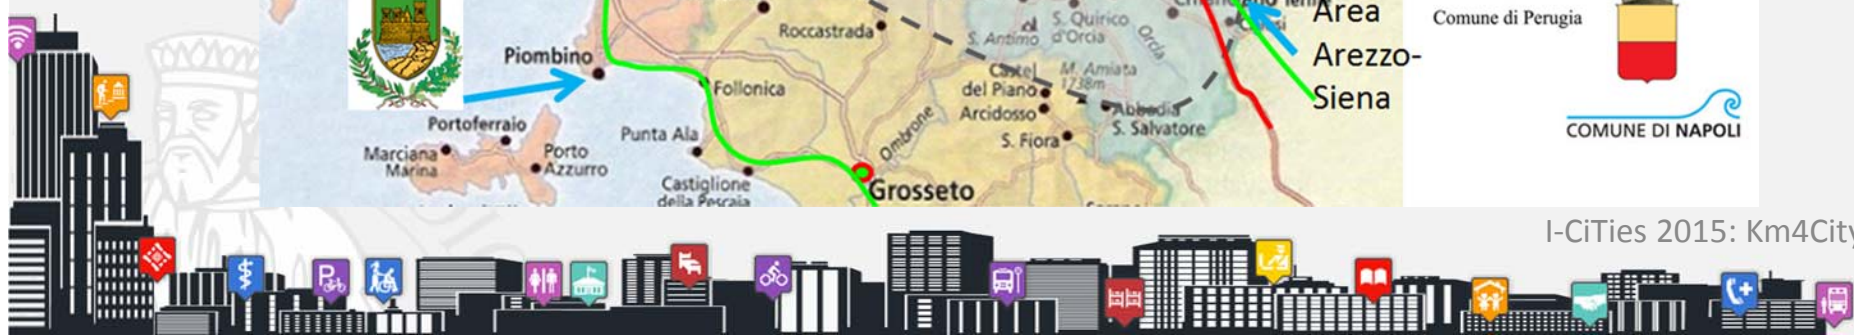 Area
Arezzo-
Siena
Comune di Perugia
COMUNE DI NAPOLI
Roccastrada
S. Quirico
d'Orcia
S. Antimo
Orcia
Piombino
Follonica
Castel
del Piano
M. Amiata
1738m
Arcidosso
Abbadia
S. Salvatore
S. Fiora
Ombrone
Portoferraio
Punta Ala
Marciana
Marina
Porto
Azzurro
Castiglione
della Pescaia
Grosseto
I-CiTies 2015: Km4City